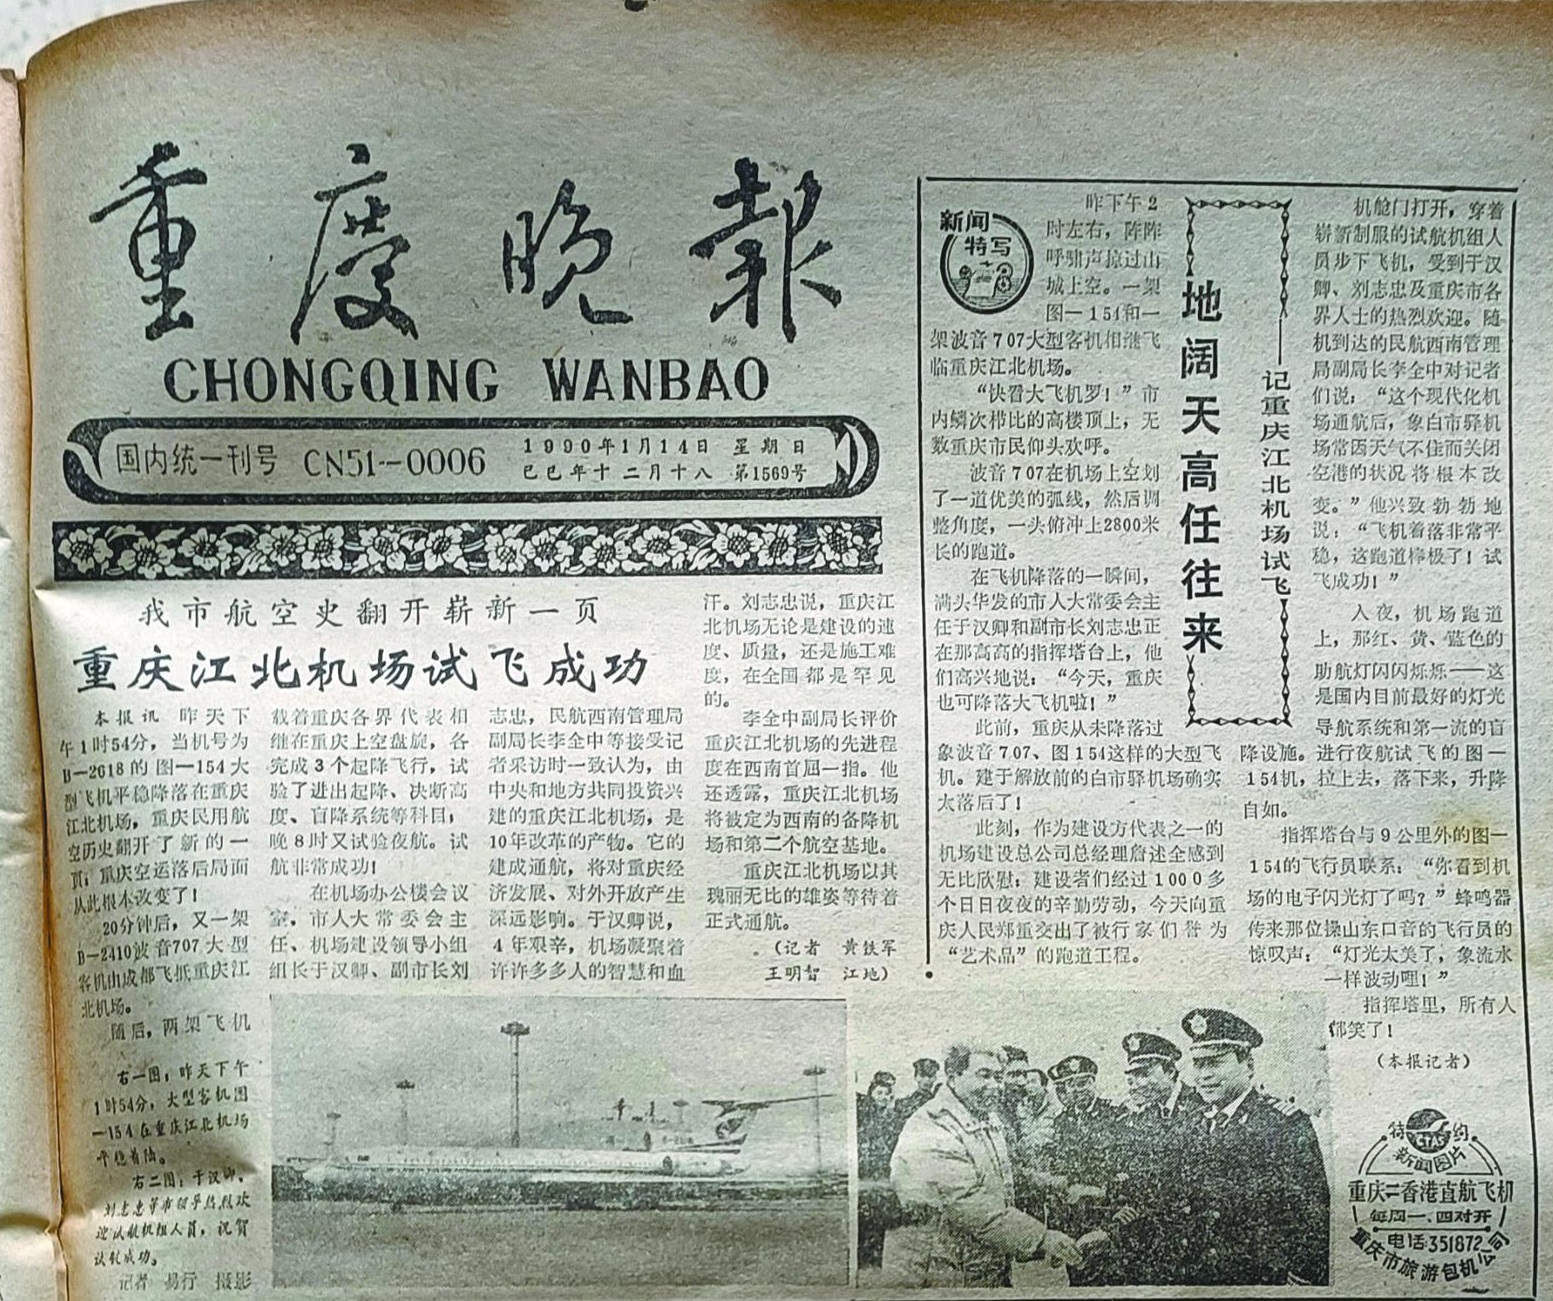 重庆晚报
CHONGQING WANBAO
国内统一刊号 CN51—0006
1990年1月14日 星期日
己巳年十二月十八 第1569号
我市航空史翻开崭新一页
重庆江北机场试飞成功
本报讯 昨天下
午1时54分，当机号为
B—2618的图—154大
型飞机平稳降落在重庆
江北机场，重庆民用航
空历史翻开了新的一
页；重庆空运落后局面
从此根本改变了！
20分钟后，又一架
B—2410波音707大型
客机由成都飞抵重庆江
北机场。
随后，两架飞机
载着重庆各界代表相
继在重庆上空盘旋，各
完成3个起降飞行，试
验了进出起降、决断高
度、盲降系统等科目，
晚8时又试验夜航。试
航非常成功！
在机场办公楼会议
室，市人大常委会主
任、机场建设领导小组
组长于汉卿、副市长刘
志忠，民航西南管理局
副局长李全中等接受记
者采访时一致认为，由
中央和地方共同投资兴
建的重庆江北机场，是
10年改革的产物。它的
建成通航，将对重庆经
济发展、对外开放产生
深远影响。于汉卿说，
4年艰辛，机场凝聚着
许许多多人的智慧和血
汗。刘志忠说，重庆江
北机场无论是建设的速
度、质量，还是施工难
度，在全国都是罕见
的。
李全中副局长评价
重庆江北机场的先进程
度在西南首屈一指。他
还透露，重庆江北机场
将被定为西南的备降机
场和第二个航空基地。
重庆江北机场以其
瑰丽无比的雄姿等待着
正式通航。
（记者 黄铁军
王明智 江地）
右一图：昨天下午
1时54分，大型客机图
—154在重庆江北机场
平稳着陆。
右二图：于汉卿、
刘志忠等市领导热烈欢
迎试航机组人员，祝贺
试航成功。
记者 易行 摄影
新闻
特写
地阔天高任往来
——记重庆江北机场试飞
昨下午2
时左右，阵阵
呼啸声掠过山
城上空。一架
图—154和一
架波音707大型客机相继飞
临重庆江北机场。
“快看大飞机罗！”市
内鳞次栉比的高楼顶上，无
数重庆市民仰头欢呼。
波音707在机场上空划
了一道优美的弧线，然后调
整角度，一头俯冲上2800米
长的跑道。
在飞机降落的一瞬间，
满头华发的市人大常委会主
任于汉卿和副市长刘志忠正
在那高高的指挥塔台上，他
们高兴地说：“今天，重庆
也可降落大飞机啦！”
此前，重庆从未降落过
象波音707、图154这样的大型飞
机。建于解放前的白市驿机场确实
太落后了！
此刻，作为建设方代表之一的
机场建设总公司总经理詹述全感到
无比欣慰：建设者们经过1000多
个日日夜夜的辛勤劳动，今天向重
庆人民郑重交出了被行家们誉为
“艺术品”的跑道工程。
机舱门打开，穿着
崭新制服的试航机组人
员步下飞机，受到于汉
卿、刘志忠及重庆市各
界人士的热烈欢迎。随
机到达的民航西南管理
局副局长李全中对记者
们说：“这个现代化机
场通航后，象白市驿机
场常因天气不佳而关闭
空港的状况将根本改
变。”他兴致勃勃地
说：“飞机着落非常平
稳，这跑道棒极了！试
飞成功！”
入夜，机场跑道
上，那红、黄、蓝色的
助航灯闪闪烁烁——这
是国内目前最好的灯光
导航系统和第一流的盲
降设施。进行夜航试飞的图—
154机，拉上去，落下来，升降
自如。
指挥塔台与9公里外的图—
154的飞行员联系：“你看到机
场的电子闪光灯了吗？”蜂鸣器
传来那位操山东口音的飞行员的
惊叹声：“灯光太美了，象流水
一样波动哩！”
指挥塔里，所有人
都笑了！
（本报记者）
特约
新闻图片
重庆=香港直航飞机
每周一、四对开
电话351872
重庆市旅游包机公司